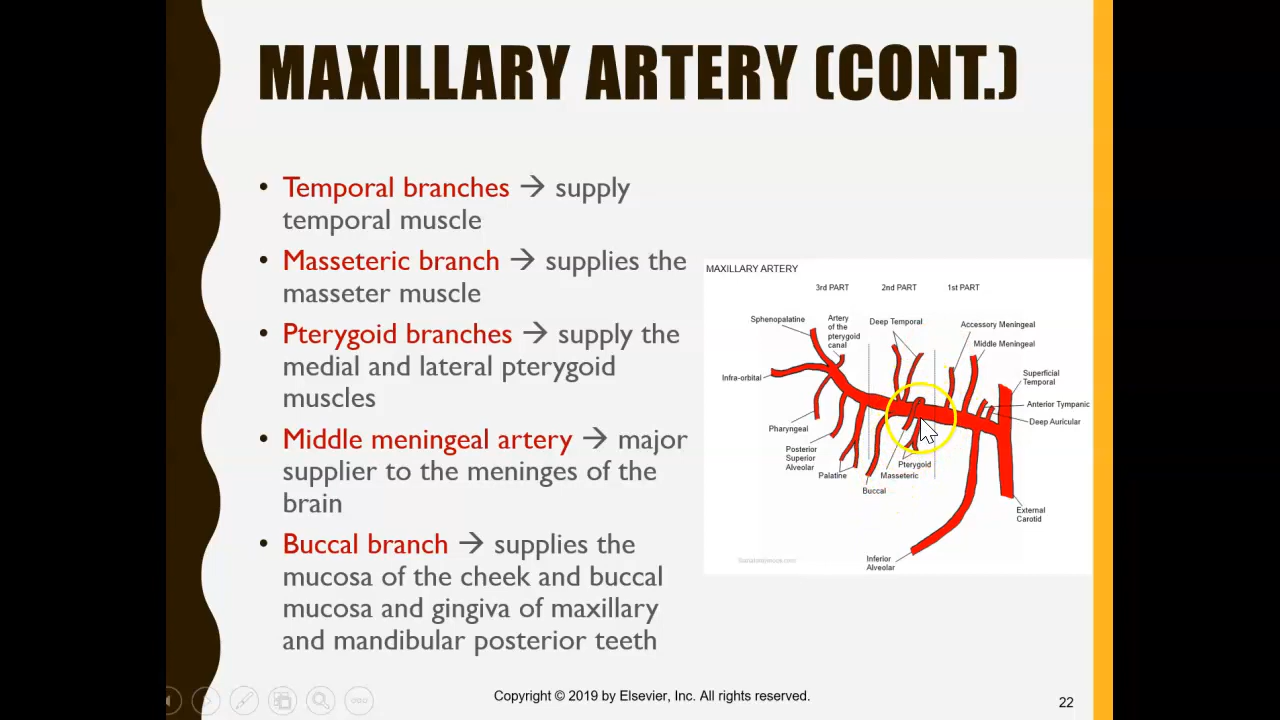 MAXILLARY ARTERY (CONT.)
• Temporal branches → supply
temporal muscle
• Masseteric branch → supplies the
masseter muscle
• Pterygoid branches → supply the
medial and lateral pterygoid
muscles
• Middle meningeal artery → major
supplier to the meninges of the
brain
• Buccal branch → supplies the
mucosa of the cheek and buccal
mucosa and gingiva of maxillary
and mandibular posterior teeth
MAXILLARY ARTERY
3rd PART
2nd PART
1st PART
Sphenopalatine
Artery
of the
pterygoid
canal
Deep Temporal
Accessory Meningeal
Middle Meningeal
Superficial
Temporal
Infra-orbital
Anterior Tympanic
Deep Auricular
Pharyngeal
Posterior
Superior
Alveolar
Palatine
Pterygoid
Masseteric
Buccal
External
Carotid
Inferior
Alveolar
Copyright © 2019 by Elsevier, Inc. All rights reserved.
22